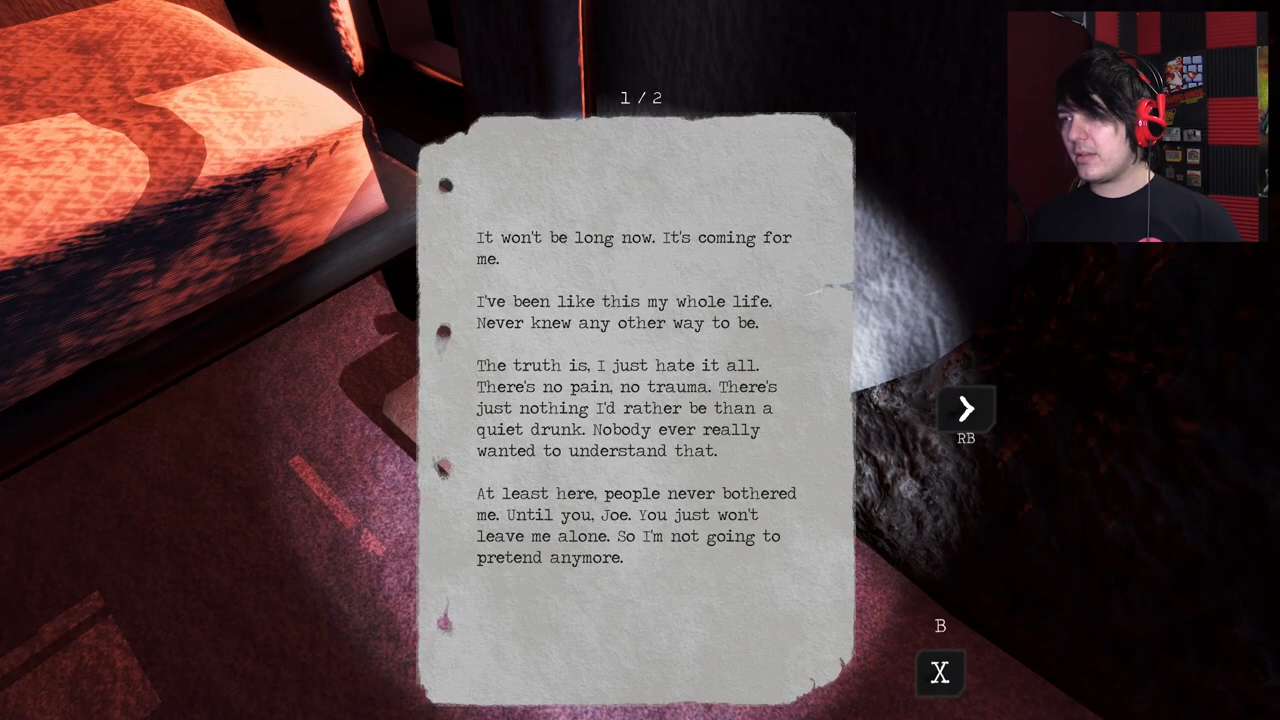 1 / 2
It won't be long now. It's coming for
me.
I've been like this my whole life.
Never knew any other way to be.
The truth is, I just hate it all.
There's no pain, no trauma. There's
just nothing I'd rather be than a
quiet drunk. Nobody ever really
wanted to understand that.
At least here, people never bothered
me. Until you, Joe. You just won't
leave me alone. So I'm not going to
pretend anymore.
RB
B
X